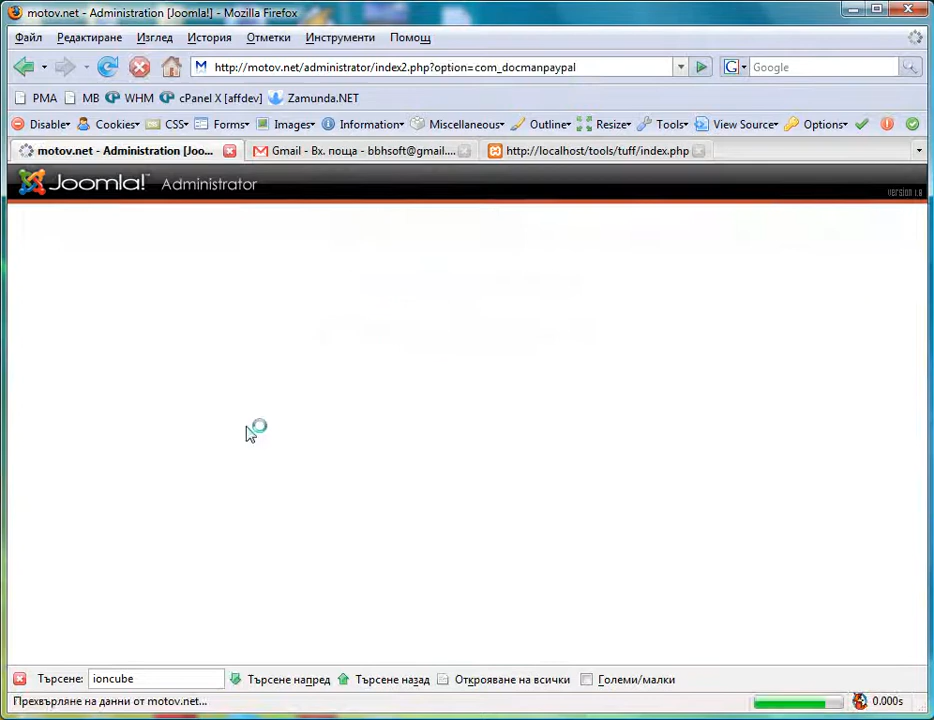 motov.net - Administration [Joomla!] - Mozilla Firefox
Файл Редактиране Изглед История Отметки Инструменти Помощ
http://motov.net/administrator/index2.php?option=com_docmanpaypal Google
PMA MB WHM cPanel X [affdev] Zamunda.NET
Disable Cookies CSS Forms Images Information Miscellaneous Outline Resize Tools View Source Options
motov.net - Administration [Joo... Gmail - Вх. поща - bbhsoft@gmail.... http://localhost/tools/tuff/index.php
Joomla! Administrator
version 1.0
Търсене: ioncube Търсене напред Търсене назад Открояване на всички Големи/малки
Прехвърляне на данни от motov.net... 0.000s